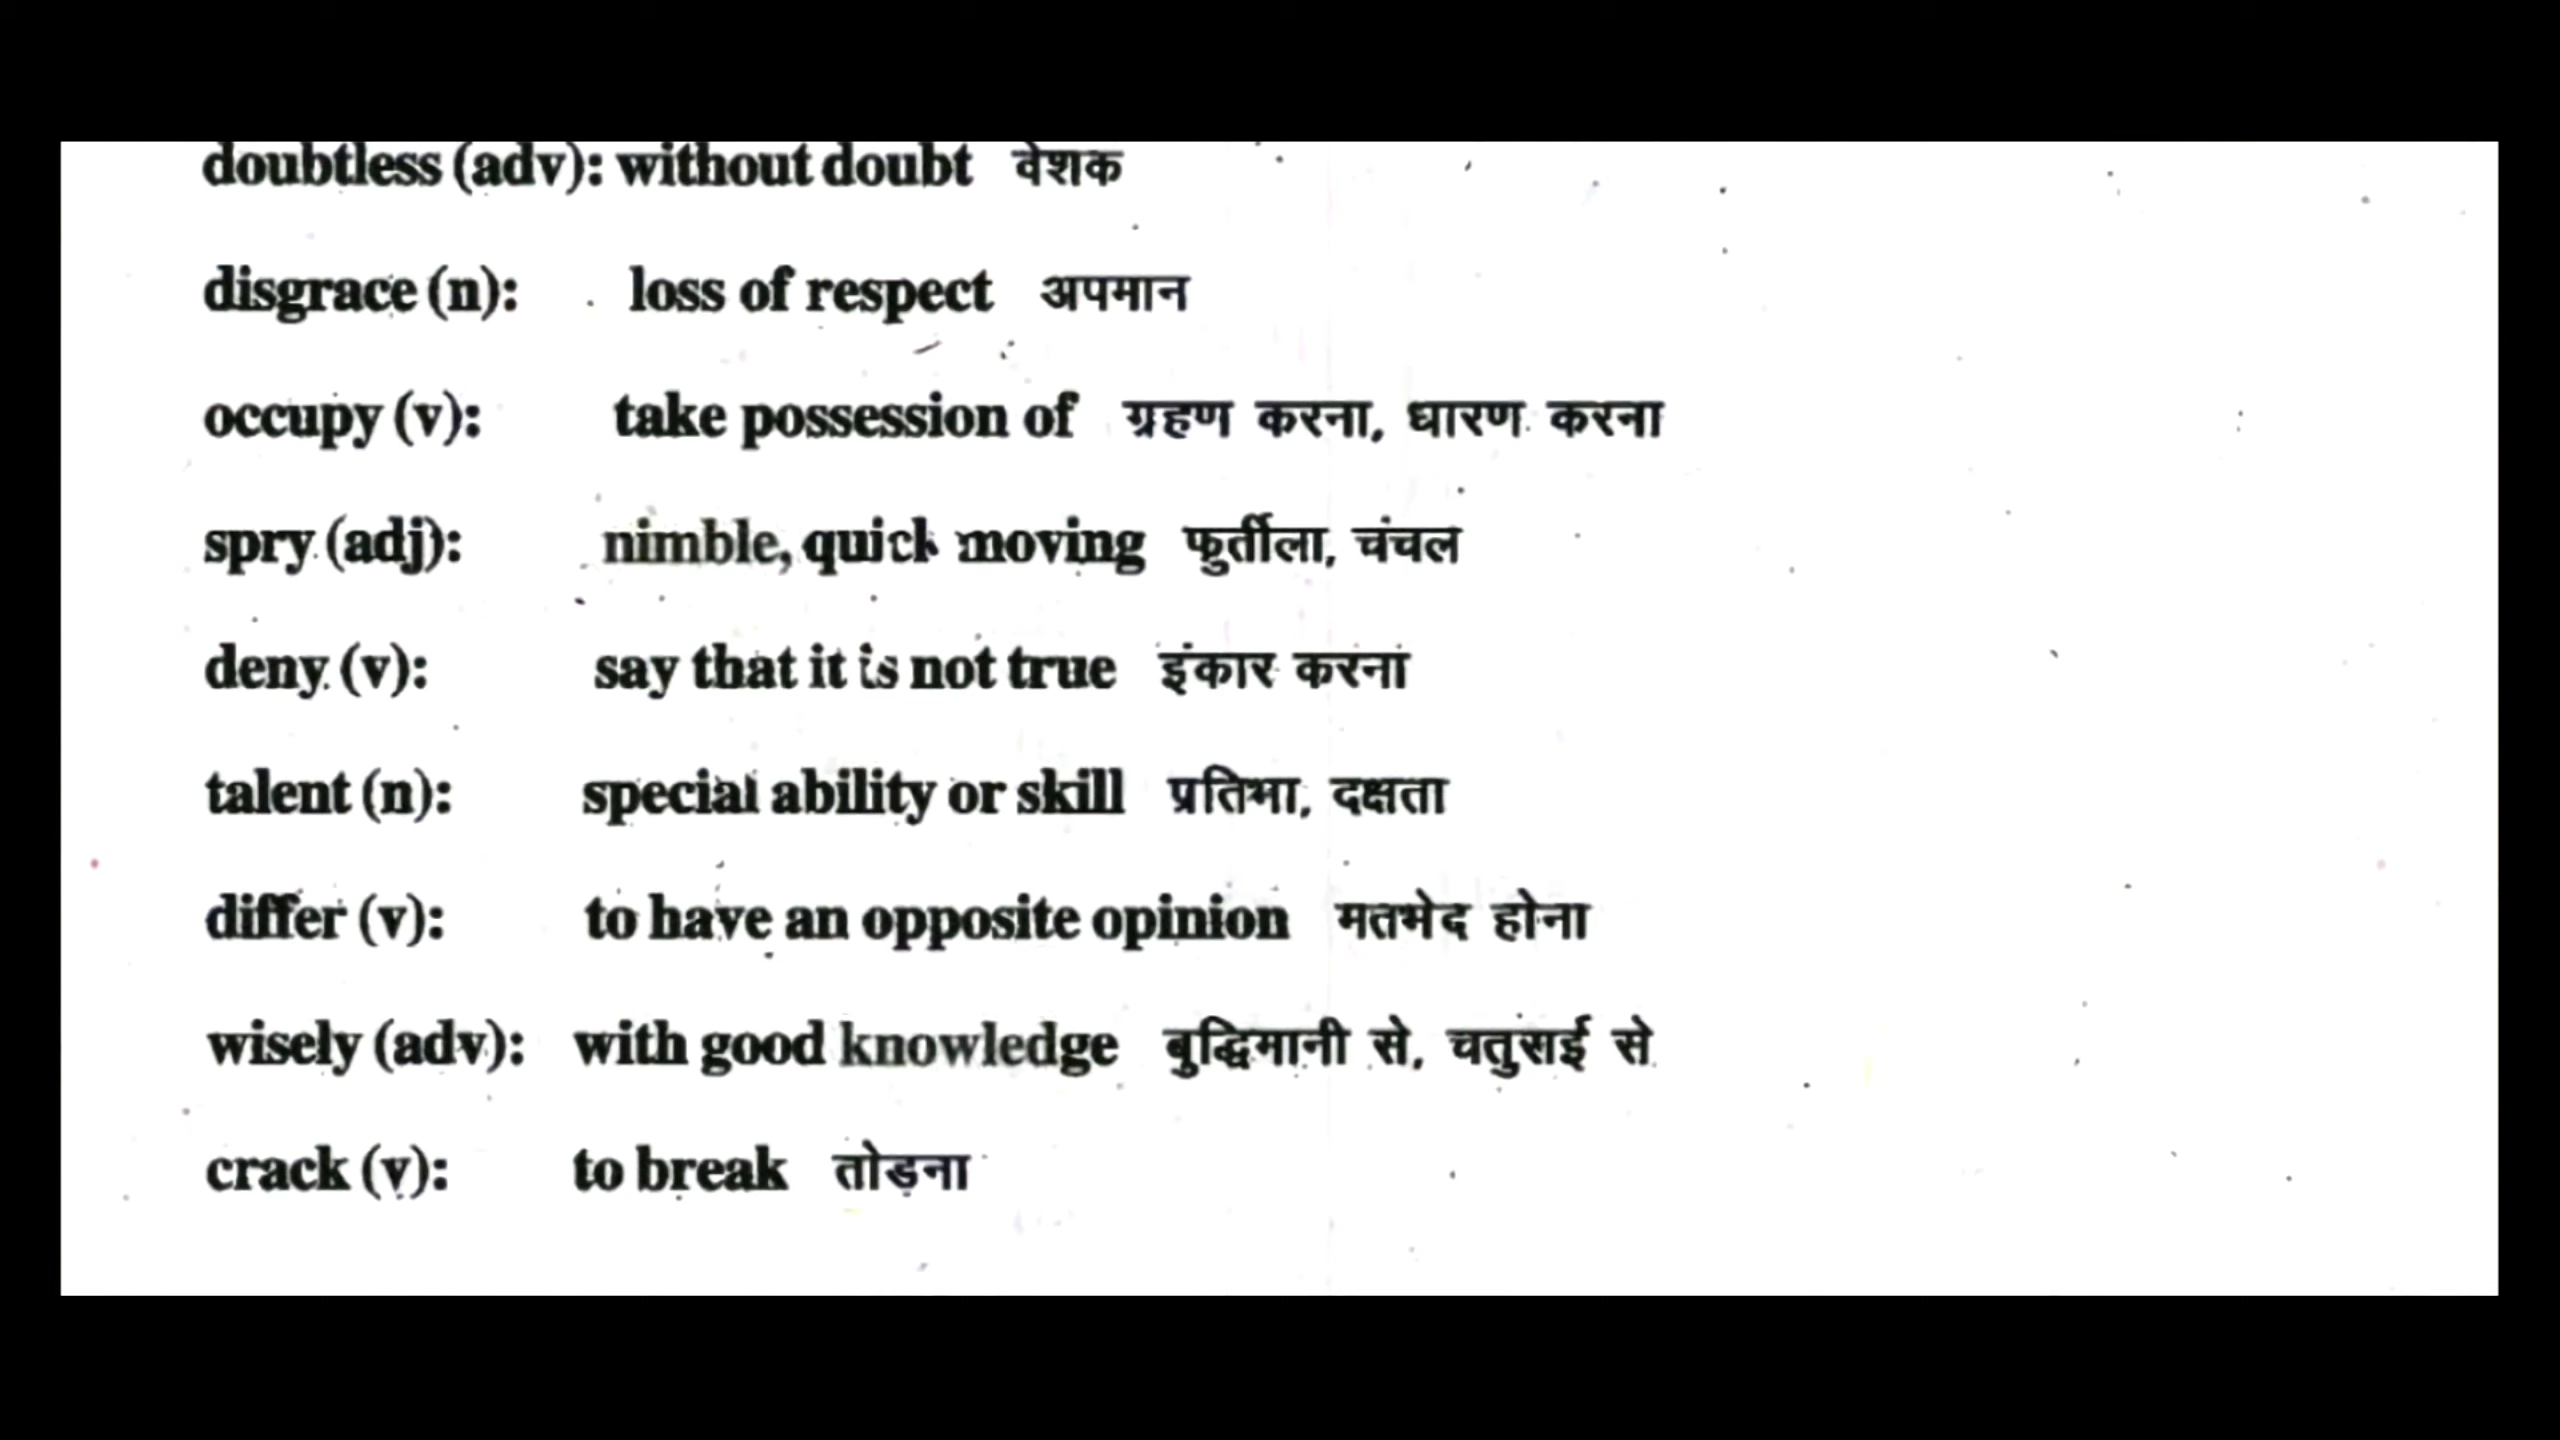 doubtless (adv): without doubt वेशक
disgrace (n): loss of respect अपमान
occupy (v): take possession of ग्रहण करना, धारण करना
spry (adj): nimble, quick moving फुर्तीला, चंचल
deny (v): say that it is not true इंकार करना
talent (n): special ability or skill प्रतिभा, दक्षता
differ (v): to have an opposite opinion मतभेद होना
wisely (adv): with good knowledge बुद्धिमानी से, चतुराई से
crack (v): to break तोड़ना